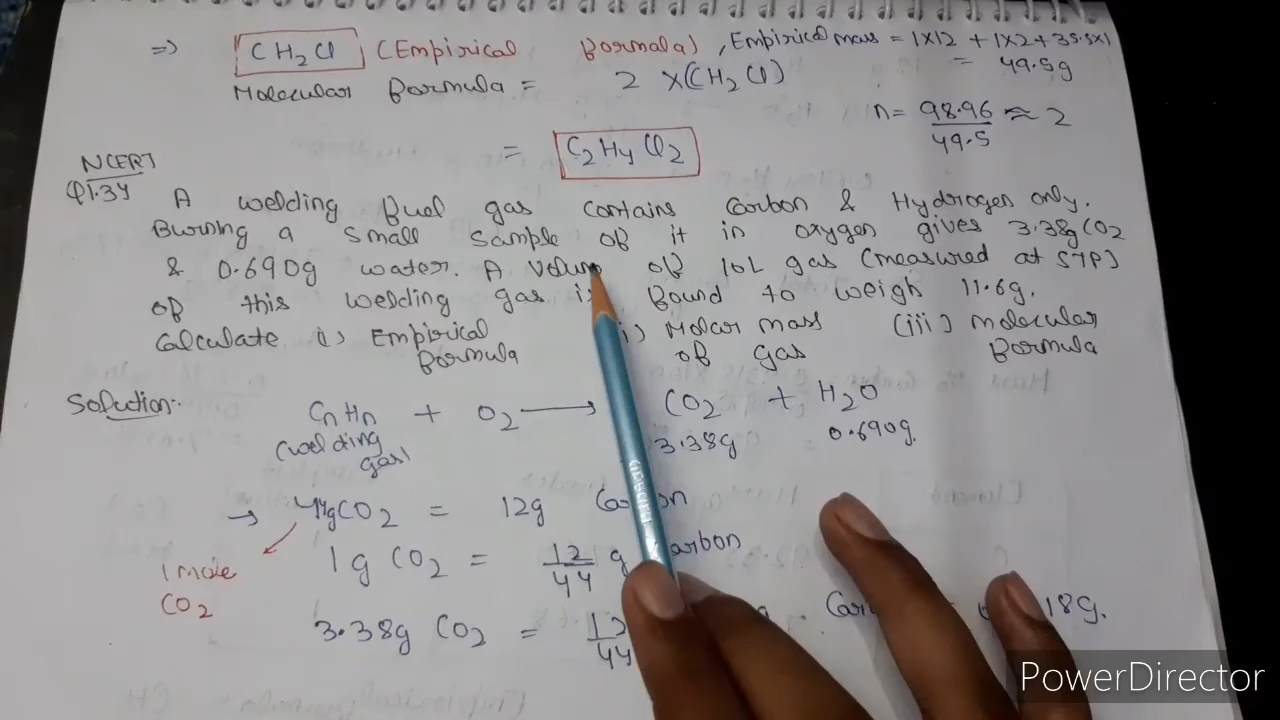 => CH2Cl (Empirical Formula), Empirical mass = 1×12 + 1×2 + 35.5×1
= 49.5g
Molecular Formula = 2 ×(CH2Cl)
n = 98.96/49.5 ≈ 2
= C2H4Cl2
NCERT
Q1.34 A welding fuel gas contains Carbon & Hydrogen only.
Burning a small sample of it in oxygen gives 3.38g CO2
& 0.690g water. A Volum of 10L gas (measured at STP)
of this welding gas is found to weigh 11.6g.
Calculate (i) Empirical Formula (ii) Molar mass of gas (iii) Molecular Formula
Solution:-
CnHn + O2 → CO2 + H2O
(welding gas) 3.38g 0.690g.
→ 44gCO2 = 12g Carbon
1 mole CO2
1g CO2 = 12/44 g Carbon
3.38g CO2 = 12/44 18g.
PowerDirector